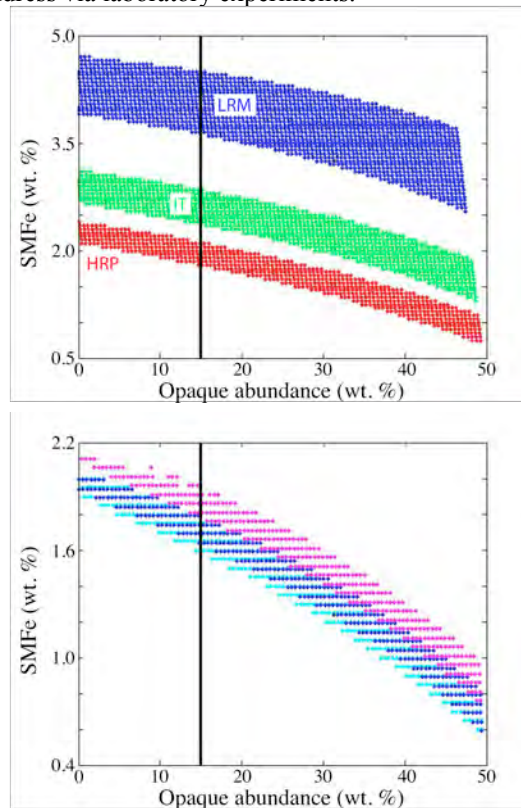 dress via laboratory experiments.
5.0
LRM
3.5
SMFe (wt. %)
IT
2.0
HRP
0.5
0 10 20 30 40 50
Opaque abundance (wt. %)
2.2
1.6
SMFe (wt. %)
1.0
0.4
0 10 20 30 40 50
Opaque abundance (wt. %)